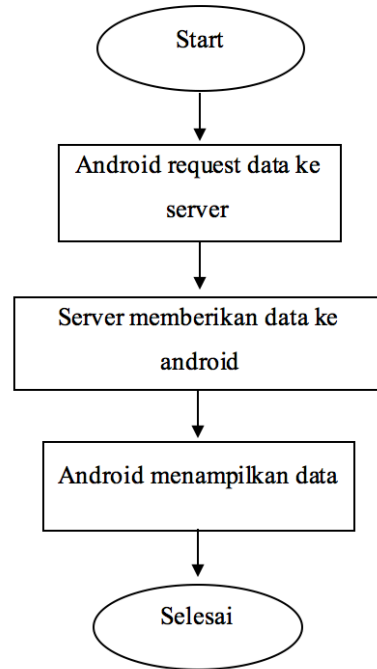 Start
Android request data ke
server
Server memberikan data ke
android
Android menampilkan data
Selesai